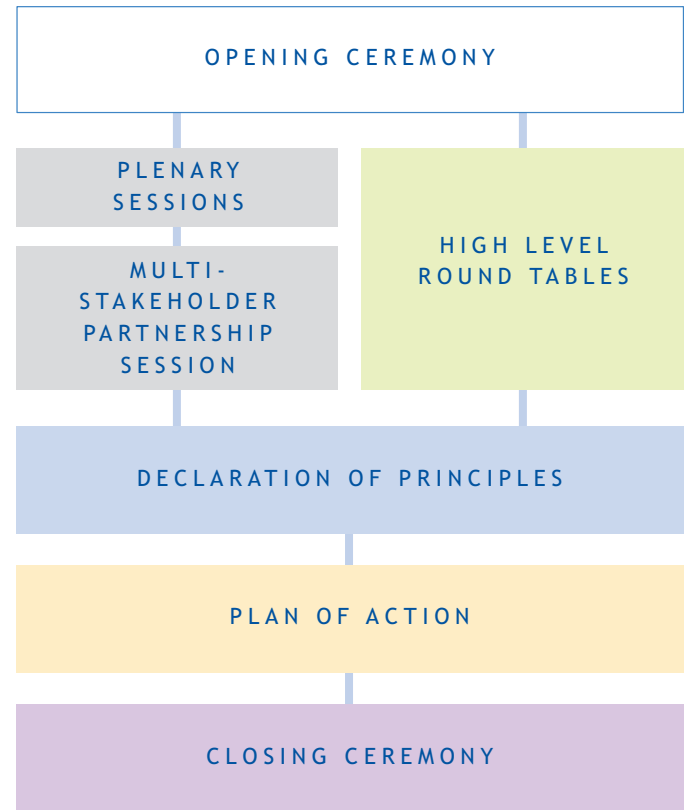 OPENING CEREMONY
PLENARY
SESSIONS
MULTI-
STAKEHOLDER
PARTNERSHIP
SESSION
HIGH LEVEL
ROUND TABLES
DECLARATION OF PRINCIPLES
PLAN OF ACTION
CLOSING CEREMONY